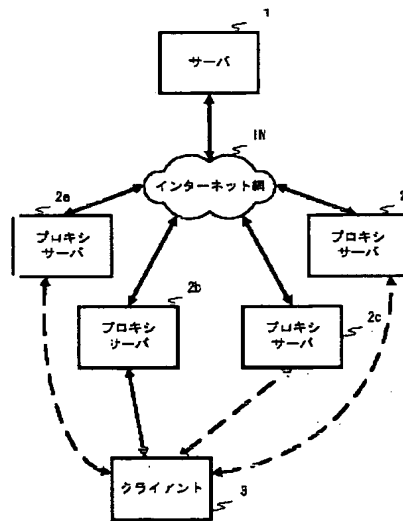 1
サーバ
IN
インターネット網
2a
プロキシ
サーバ
2
プロキシ
サーバ
2b
プロキシ
サーバ
プロキシ
サーバ
2c
クライアント
3